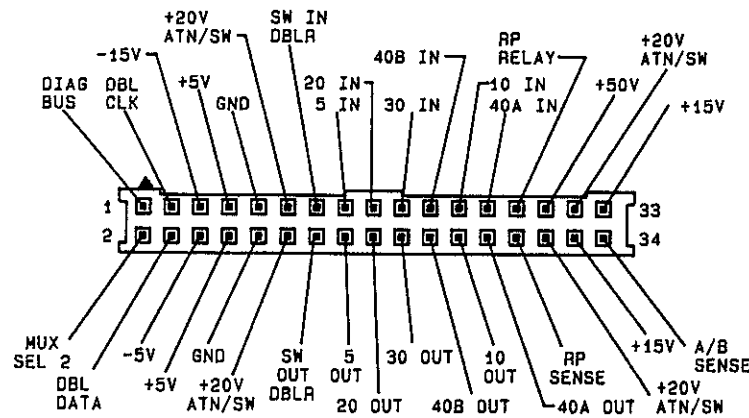 +20V
ATN/SW
SW IN
DBLR
RP
RELAY
+20V
ATN/SW
-15V
40B IN
DIAG
BUS
DBL
CLK
+5V
GND
20 IN
5 IN
30 IN
10 IN
40A IN
+50V
+15V
1
33
2
34
MUX
SEL 2
DBL
DATA
-5V
+5V
GND
+20V
ATN/SW
SW
OUT
DBLR
5
OUT
20 OUT
30 OUT
40B OUT
10
OUT
RP
SENSE
40A OUT
+15V
+20V
ATN/SW
A/B
SENSE